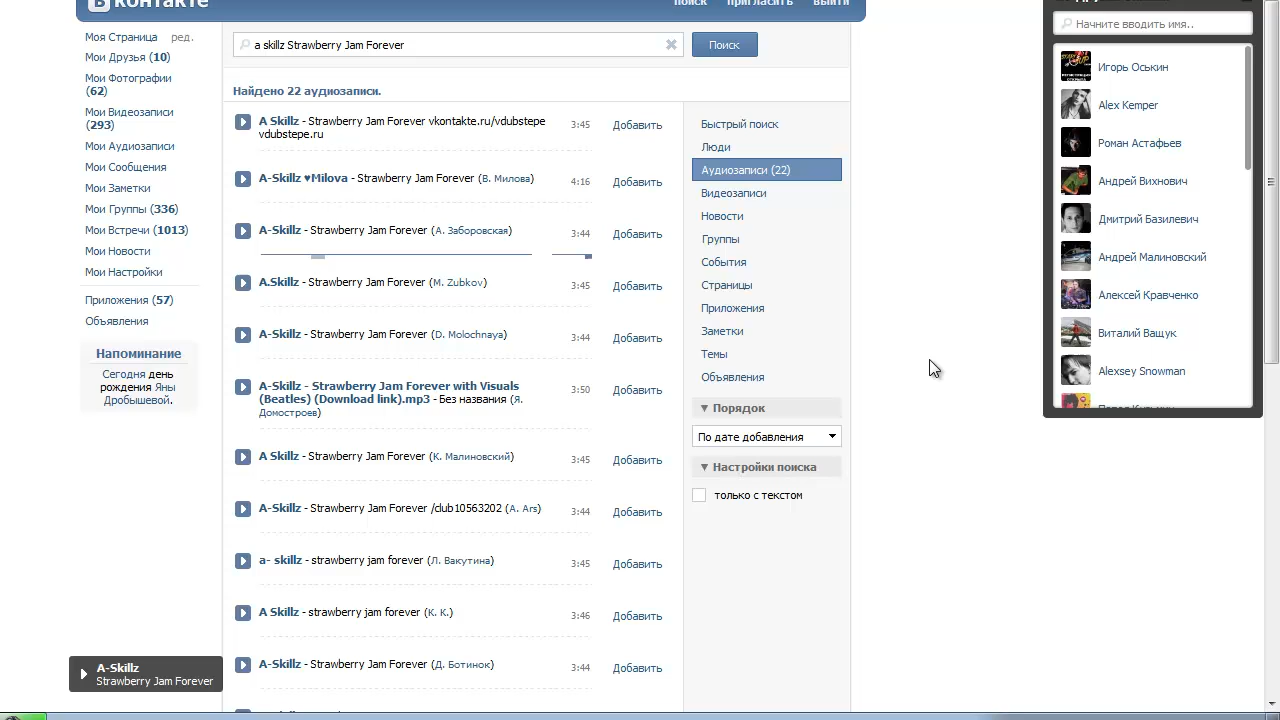 Вконтакте
поиск пригласить выйти
Моя Страница ред.
Мои Друзья (10)
Мои Фотографии
(62)
Мои Видеозаписи
(293)
Мои Аудиозаписи
Мои Сообщения
Мои Заметки
Мои Группы (336)
Мои Встречи (1013)
Мои Новости
Мои Настройки
Приложения (57)
Объявления
Напоминание
Сегодня день
рождения Яны
Дробышевой.
a skillz Strawberry Jam Forever
Поиск
Найдено 22 аудиозаписи.
A Skillz - Strawberry Jam Forever vkontakte.ru/vdubstepe
vdubstepe.ru
3:45 Добавить
A-Skillz ♥Milova - Strawberry Jam Forever (В. Милова) 4:16 Добавить
A-Skillz - Strawberry Jam Forever (А. Заборовская) 3:44 Добавить
A.Skillz - Strawberry Jam Forever (M. Zubkov) 3:45 Добавить
A-Skillz - Strawberry Jam Forever (D. Molochnaya) 3:44 Добавить
A-Skillz - Strawberry Jam Forever with Visuals
(Beatles) (Download link).mp3 - Без названия (Я.
Домостроев)
3:50 Добавить
A Skillz - Strawberry Jam Forever (К. Малиновский) 3:45 Добавить
A-Skillz - Strawberry Jam Forever /club10563202 (A. Ars) 3:44 Добавить
a- skillz - strawberry jam forever (Л. Вакутина) 3:45 Добавить
A Skillz - strawberry jam forever (К. К.) 3:46 Добавить
A-Skillz - Strawberry Jam Forever (Д. Ботинок) 3:44 Добавить
Быстрый поиск
Люди
Аудиозаписи (22)
Видеозаписи
Новости
Группы
События
Страницы
Приложения
Заметки
Темы
Объявления
Порядок
По дате добавления
Настройки поиска
только с текстом
Начните вводить имя..
Игорь Оськин
Alex Kemper
Роман Астафьев
Андрей Вихнович
Дмитрий Базилевич
Андрей Малиновский
Алексей Кравченко
Виталий Ващук
Alexsey Snowman
A-Skillz
Strawberry Jam Forever